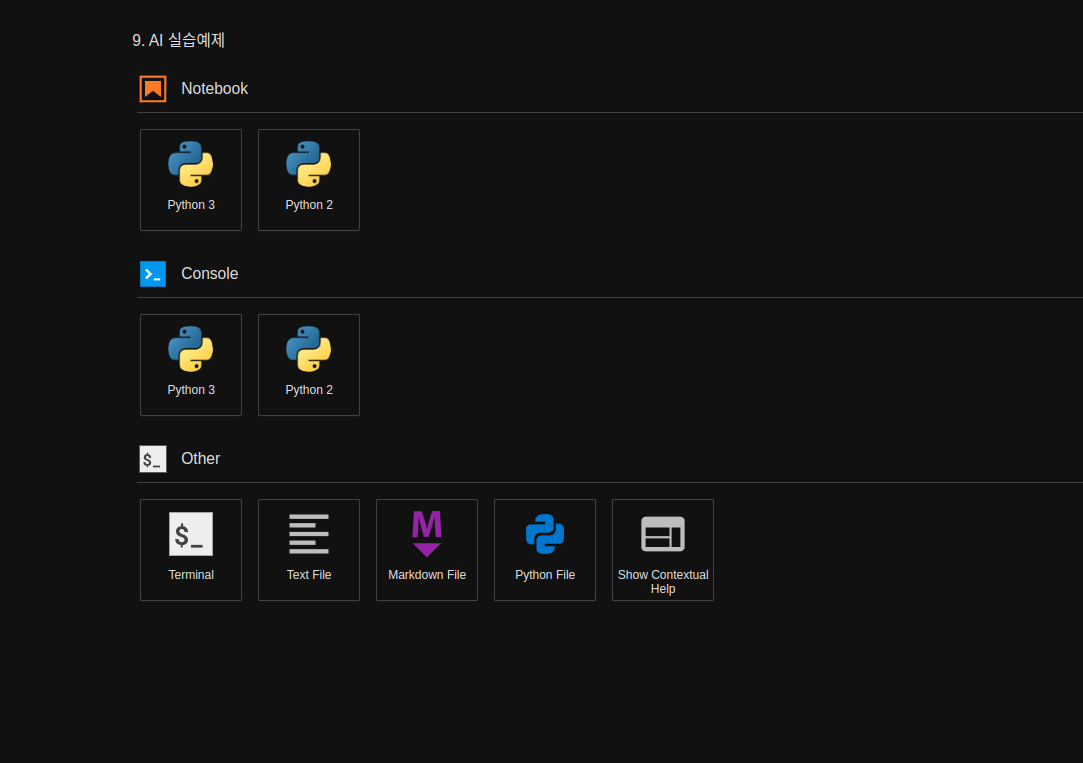 9. AI 실습예제
Notebook
Python 3
Python 2
Console
Python 3
Python 2
Other
$_
Terminal
Text File
Markdown File
Python File
Show Contextual
Help